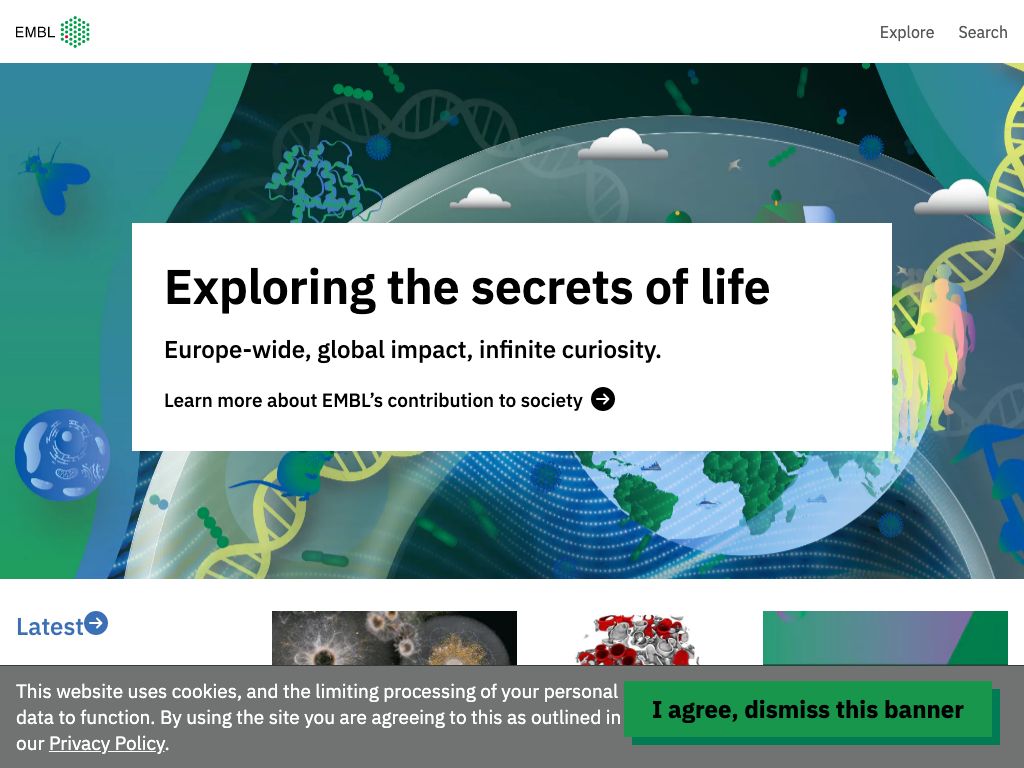 EMBL
Explore
Search
Exploring the secrets of life
Europe-wide, global impact, infinite curiosity.
Learn more about EMBL’s contribution to society
Latest
This website uses cookies, and the limiting processing of your personal
data to function. By using the site you are agreeing to this as outlined in
our Privacy Policy.
I agree, dismiss this banner